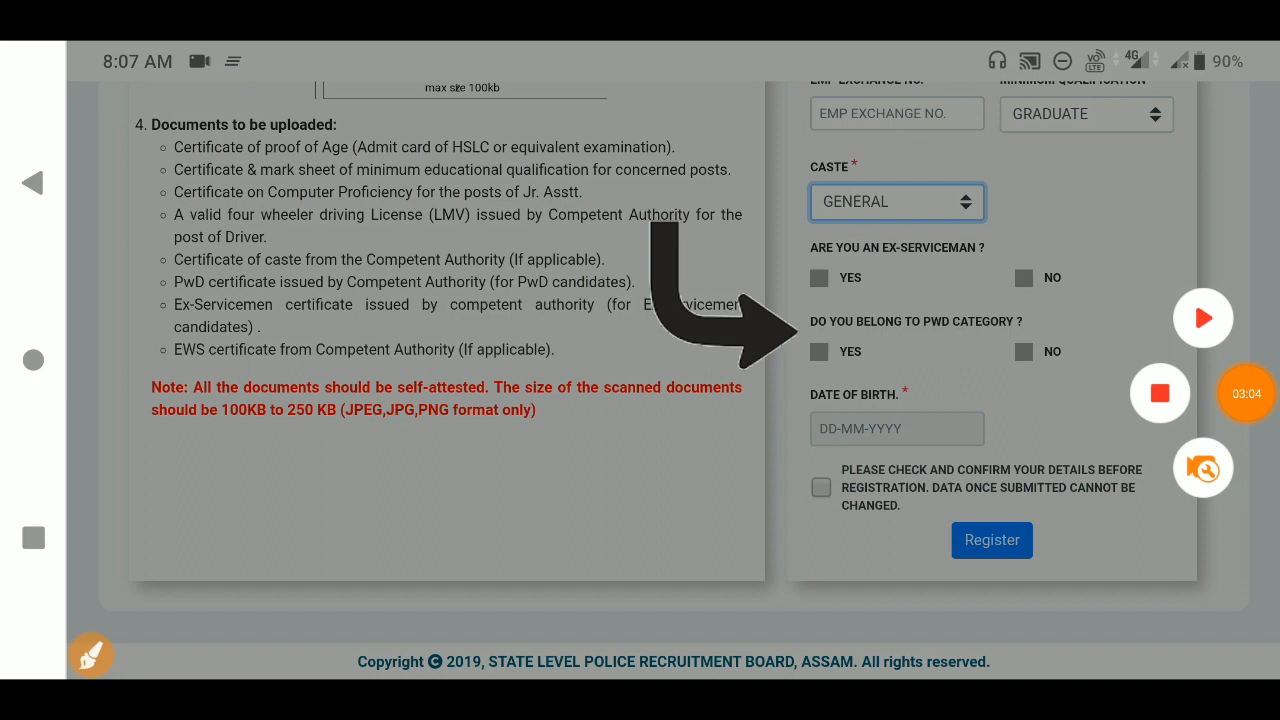 8:07 AM
4G
VO
LTE
90%
max size 100kb
4. Documents to be uploaded:
Certificate of proof of Age (Admit card of HSLC or equivalent examination).
Certificate & mark sheet of minimum educational qualification for concerned posts.
Certificate on Computer Proficiency for the posts of Jr. Asstt.
A valid four wheeler driving License (LMV) issued by Competent Authority for the
post of Driver.
Certificate of caste from the Competent Authority (If applicable).
PwD certificate issued by Competent Authority (for PwD candidates).
Ex-Servicemen certificate issued by competent authority (for
candidates) .
EWS certificate from Competent Authority (If applicable).
Note: All the documents should be self-attested. The size of the scanned documents
should be 100KB to 250 KB (JPEG,JPG,PNG format only)
EMP EXCHANGE NO.
MINIMUM QUALIFICATION
EMP EXCHANGE NO.
GRADUATE
CASTE *
GENERAL
ARE YOU AN EX-SERVICEMAN ?
YES
NO
DO YOU BELONG TO PWD CATEGORY ?
YES
NO
DATE OF BIRTH. *
DD-MM-YYYY
PLEASE CHECK AND CONFIRM YOUR DETAILS BEFORE
REGISTRATION. DATA ONCE SUBMITTED CANNOT BE
CHANGED.
Register
03:04
Copyright © 2019, STATE LEVEL POLICE RECRUITMENT BOARD, ASSAM. All rights reserved.